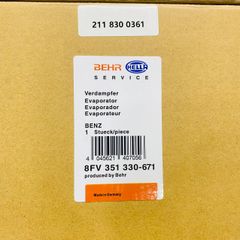 211 830 0361
BEHR HELLA
SERVICE
Verdampfer
Evaporator
Evaporador
Evaporateur
BENZ
1 Stueck/piece
4 045621 407056
8FV 351 330-671
produced by Behr
Made in Germany